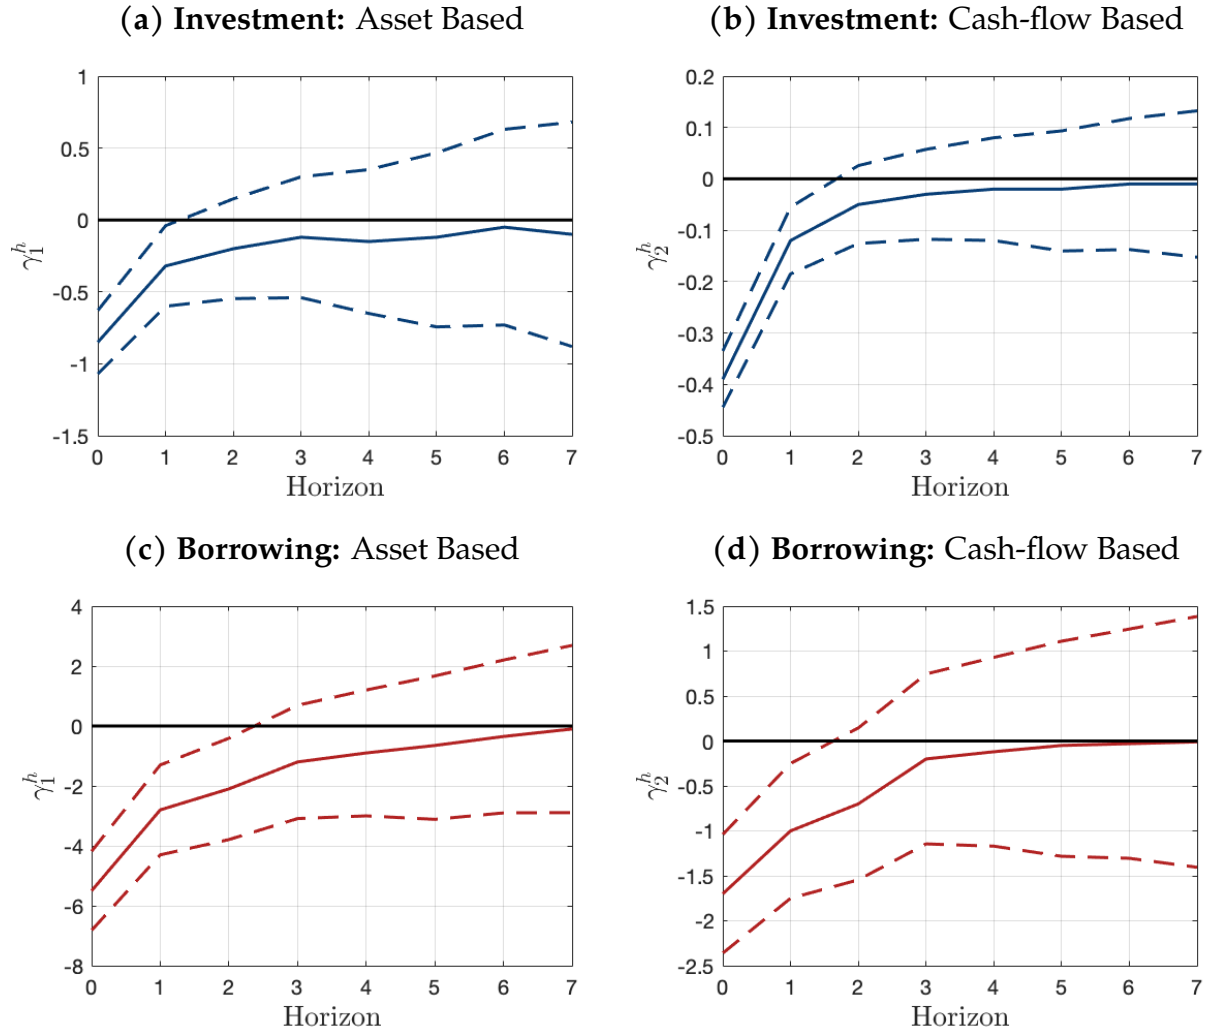 (a) Investment: Asset Based
1
0.5
0
-0.5
-1
-1.5
γ₁ʰ
0 1 2 3 4 5 6 7
Horizon
(b) Investment: Cash-flow Based
0.2
0.1
0
-0.1
-0.2
-0.3
-0.4
-0.5
γ₂ʰ
0 1 2 3 4 5 6 7
Horizon
(c) Borrowing: Asset Based
4
2
0
-2
-4
-6
-8
γ₁ʰ
0 1 2 3 4 5 6 7
Horizon
(d) Borrowing: Cash-flow Based
1.5
1
0.5
0
-0.5
-1
-1.5
-2
-2.5
γ₂ʰ
0 1 2 3 4 5 6 7
Horizon